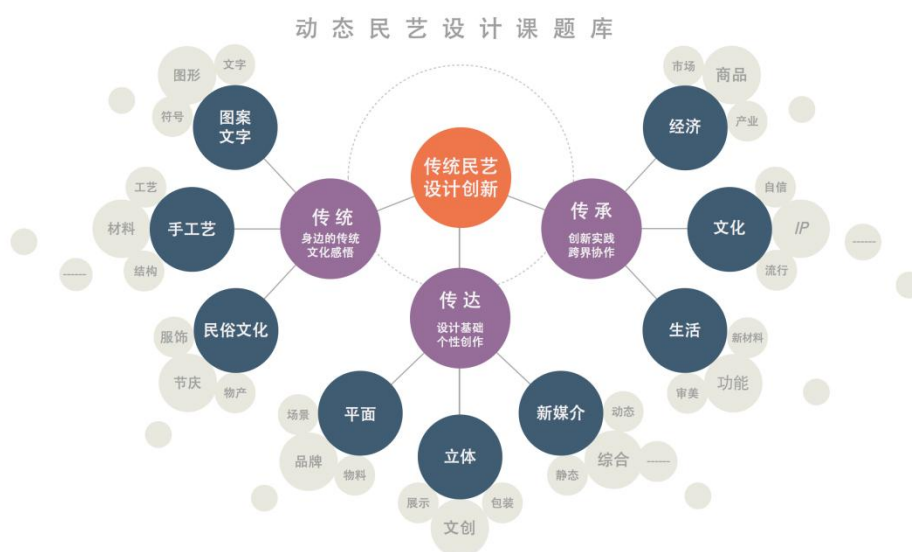 动态民艺设计课题库
传统民艺
设计创新
传统
身边的传统
文化感悟
图案
文字
图形
文字
符号
手工艺
工艺
材料
结构
民俗文化
服饰
节庆
物产
传达
设计基础
个性创作
平面
场景
品牌
物料
立体
展示
文创
包装
新媒介
动态
综合
静态
传承
创新实践
跨界协作
经济
市场
商品
产业
文化
自信
IP
流行
生活
新材料
功能
审美